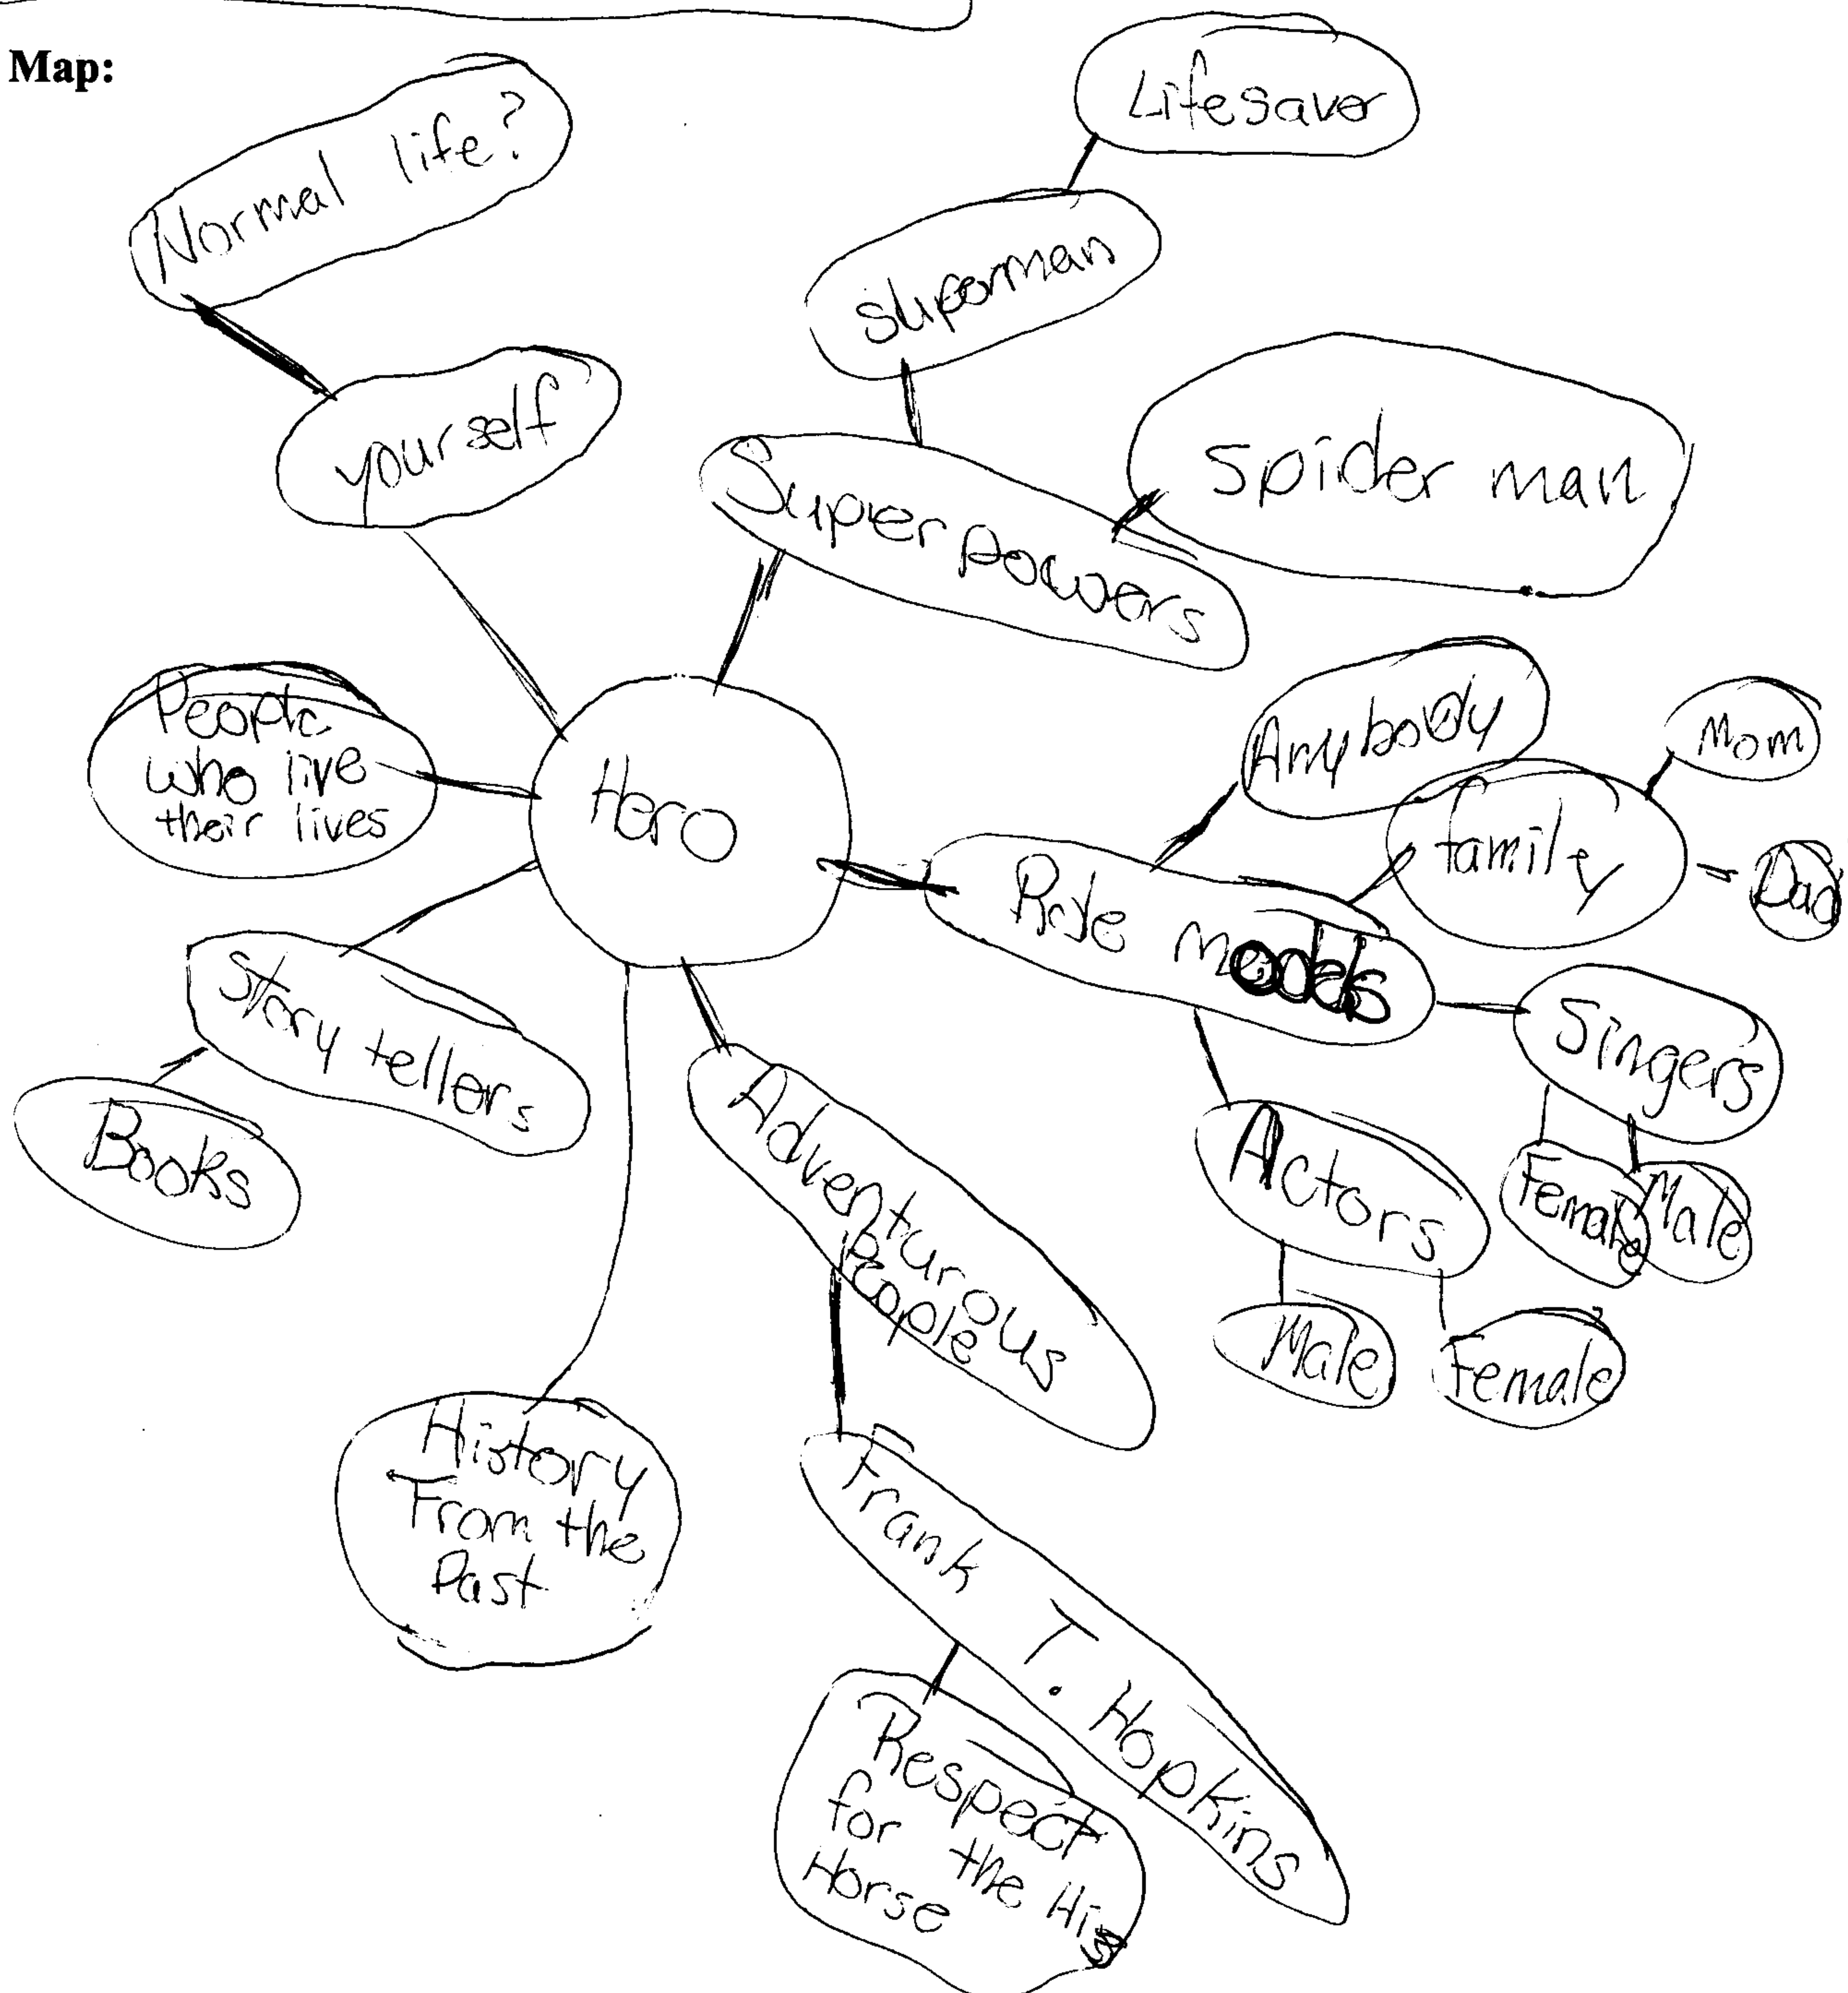 Map:
Lifesaver
Normal life?
superman
yourself
spider man
Super Powers
People
who live
their lives
Hero
Anybody
Mom
family
Dad
Role models
Story tellers
Singers
Books
Adventurous
People
Actors
Female
Male
Male
Female
History
From the
Past
Frank T. Hopkins
Respect
for the His
Horse